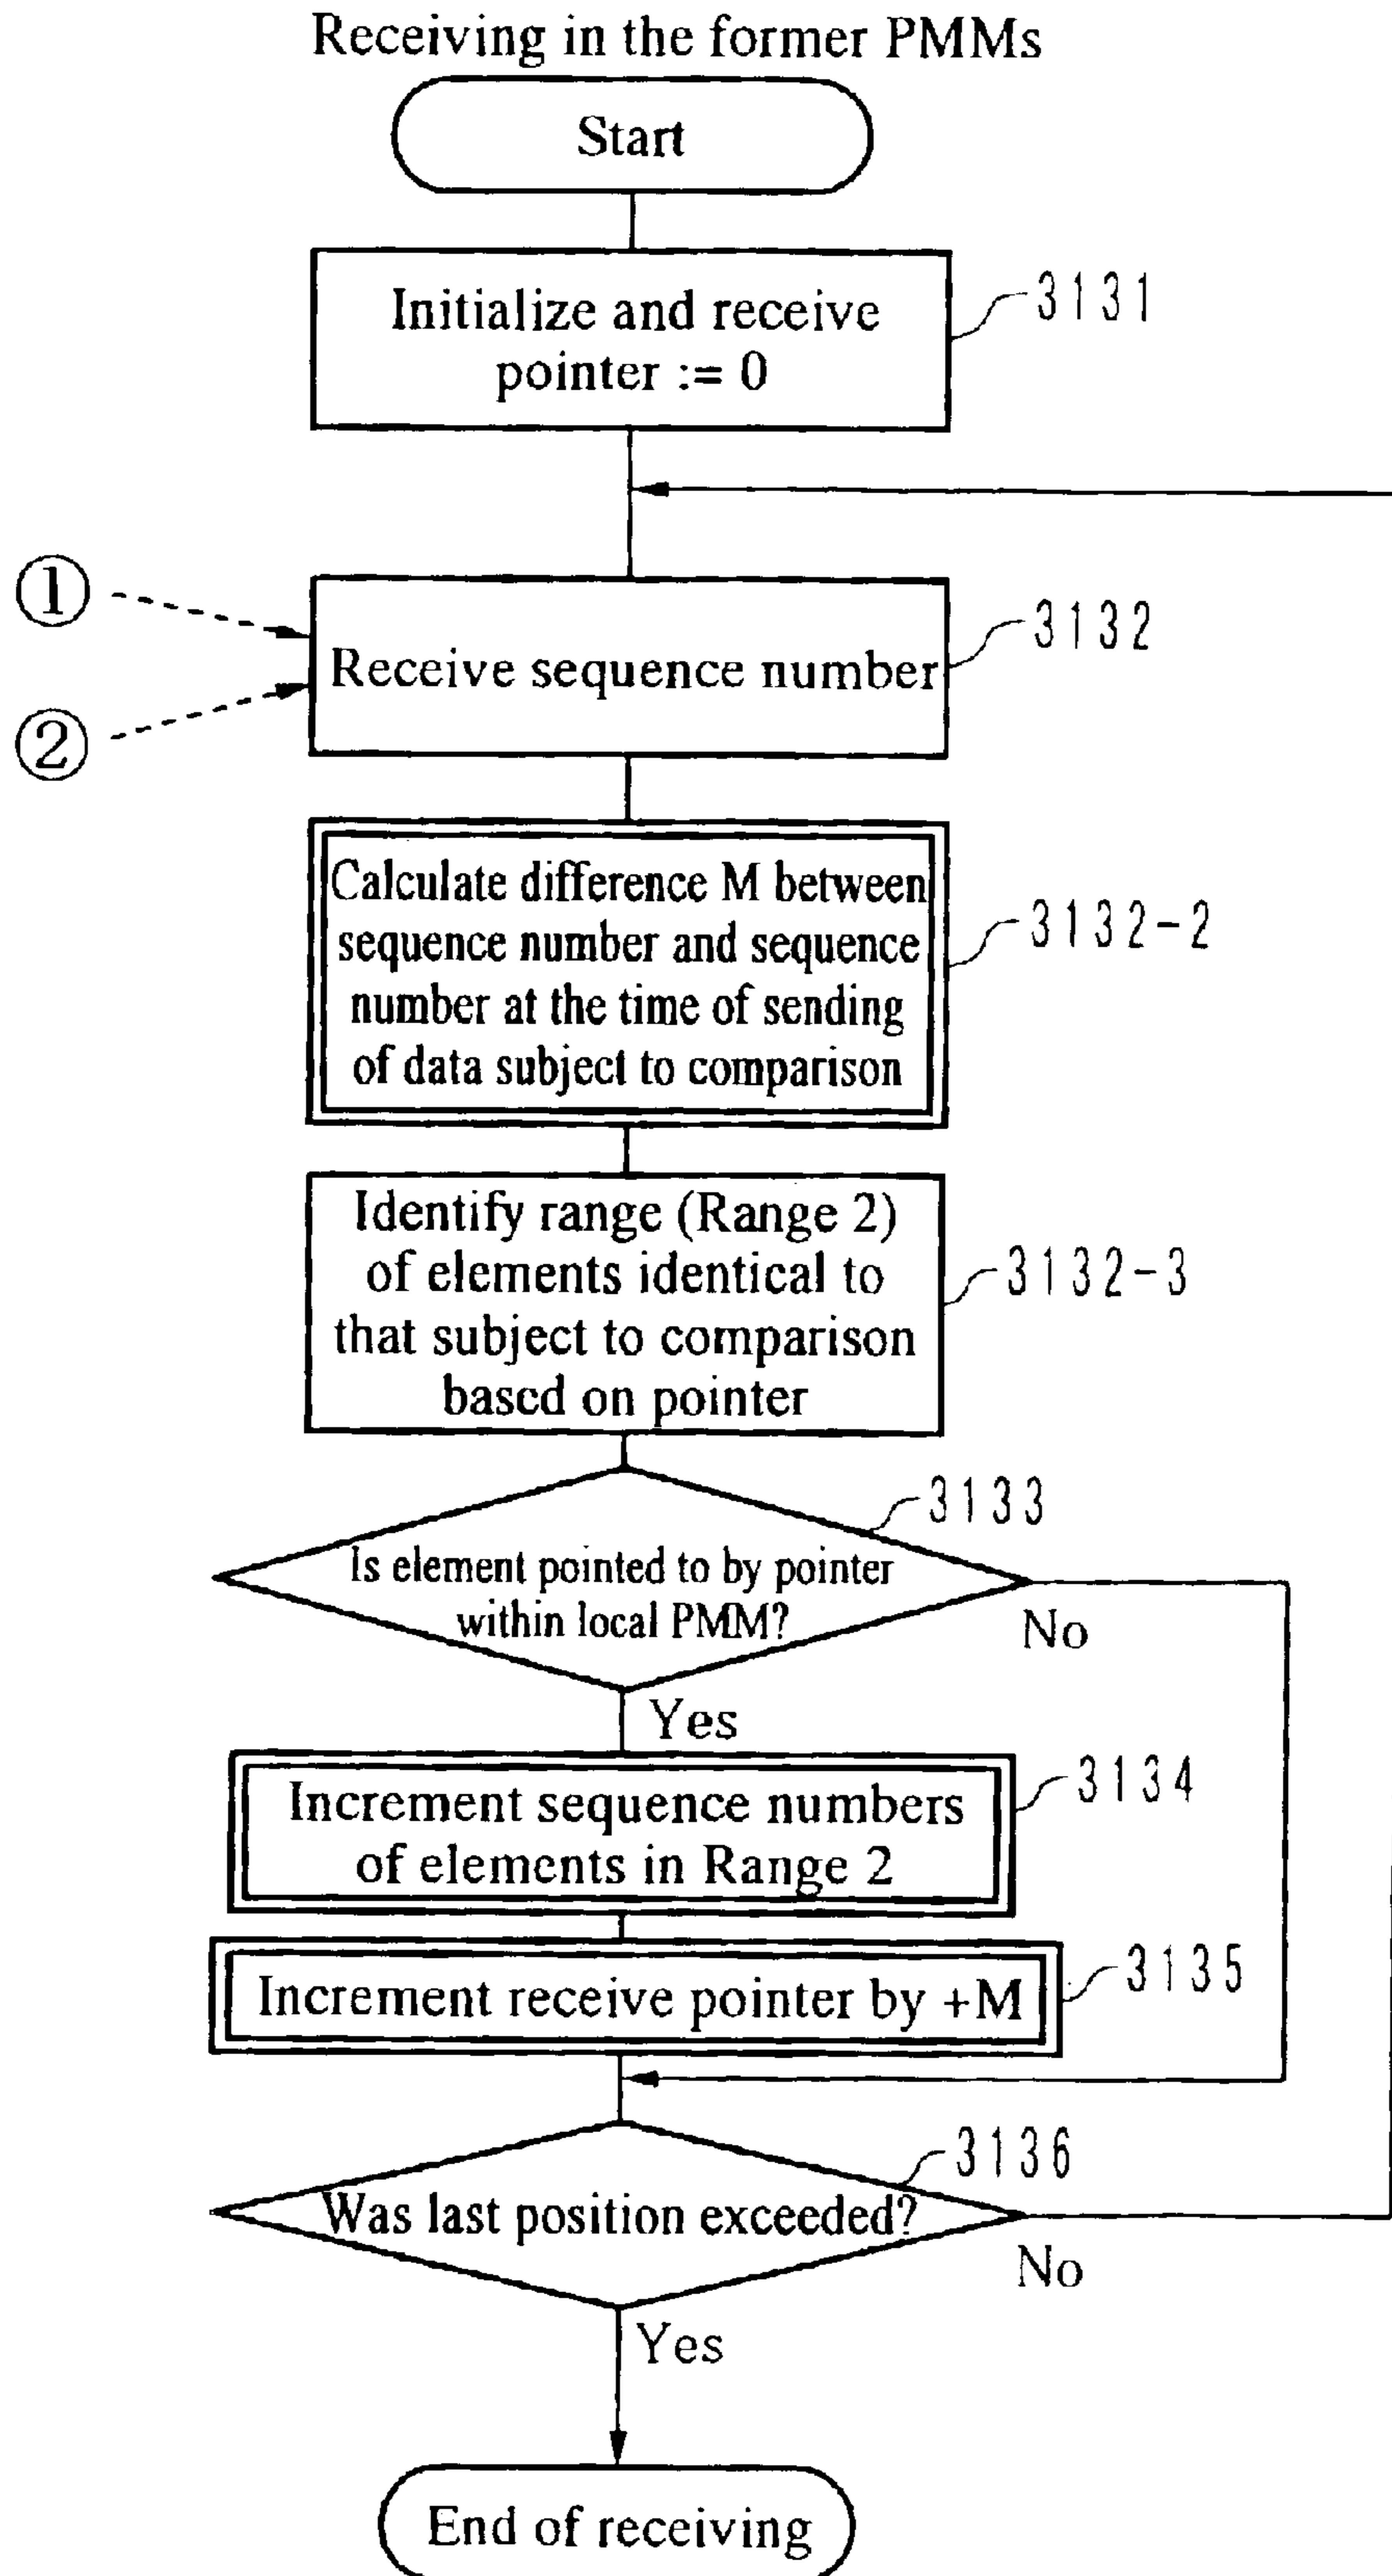 Receiving in the former PMMs
Start
Initialize and receive
pointer := 0
3131
①
②
Receive sequence number
3132
Calculate difference M between
sequence number and sequence
number at the time of sending
of data subject to comparison
3132-2
Identify range (Range 2)
of elements identical to
that subject to comparison
based on pointer
3132-3
Is element pointed to by pointer
within local PMM?
3133
No
Yes
Increment sequence numbers
of elements in Range 2
3134
Increment receive pointer by +M
3135
Was last position exceeded?
3136
No
Yes
End of receiving